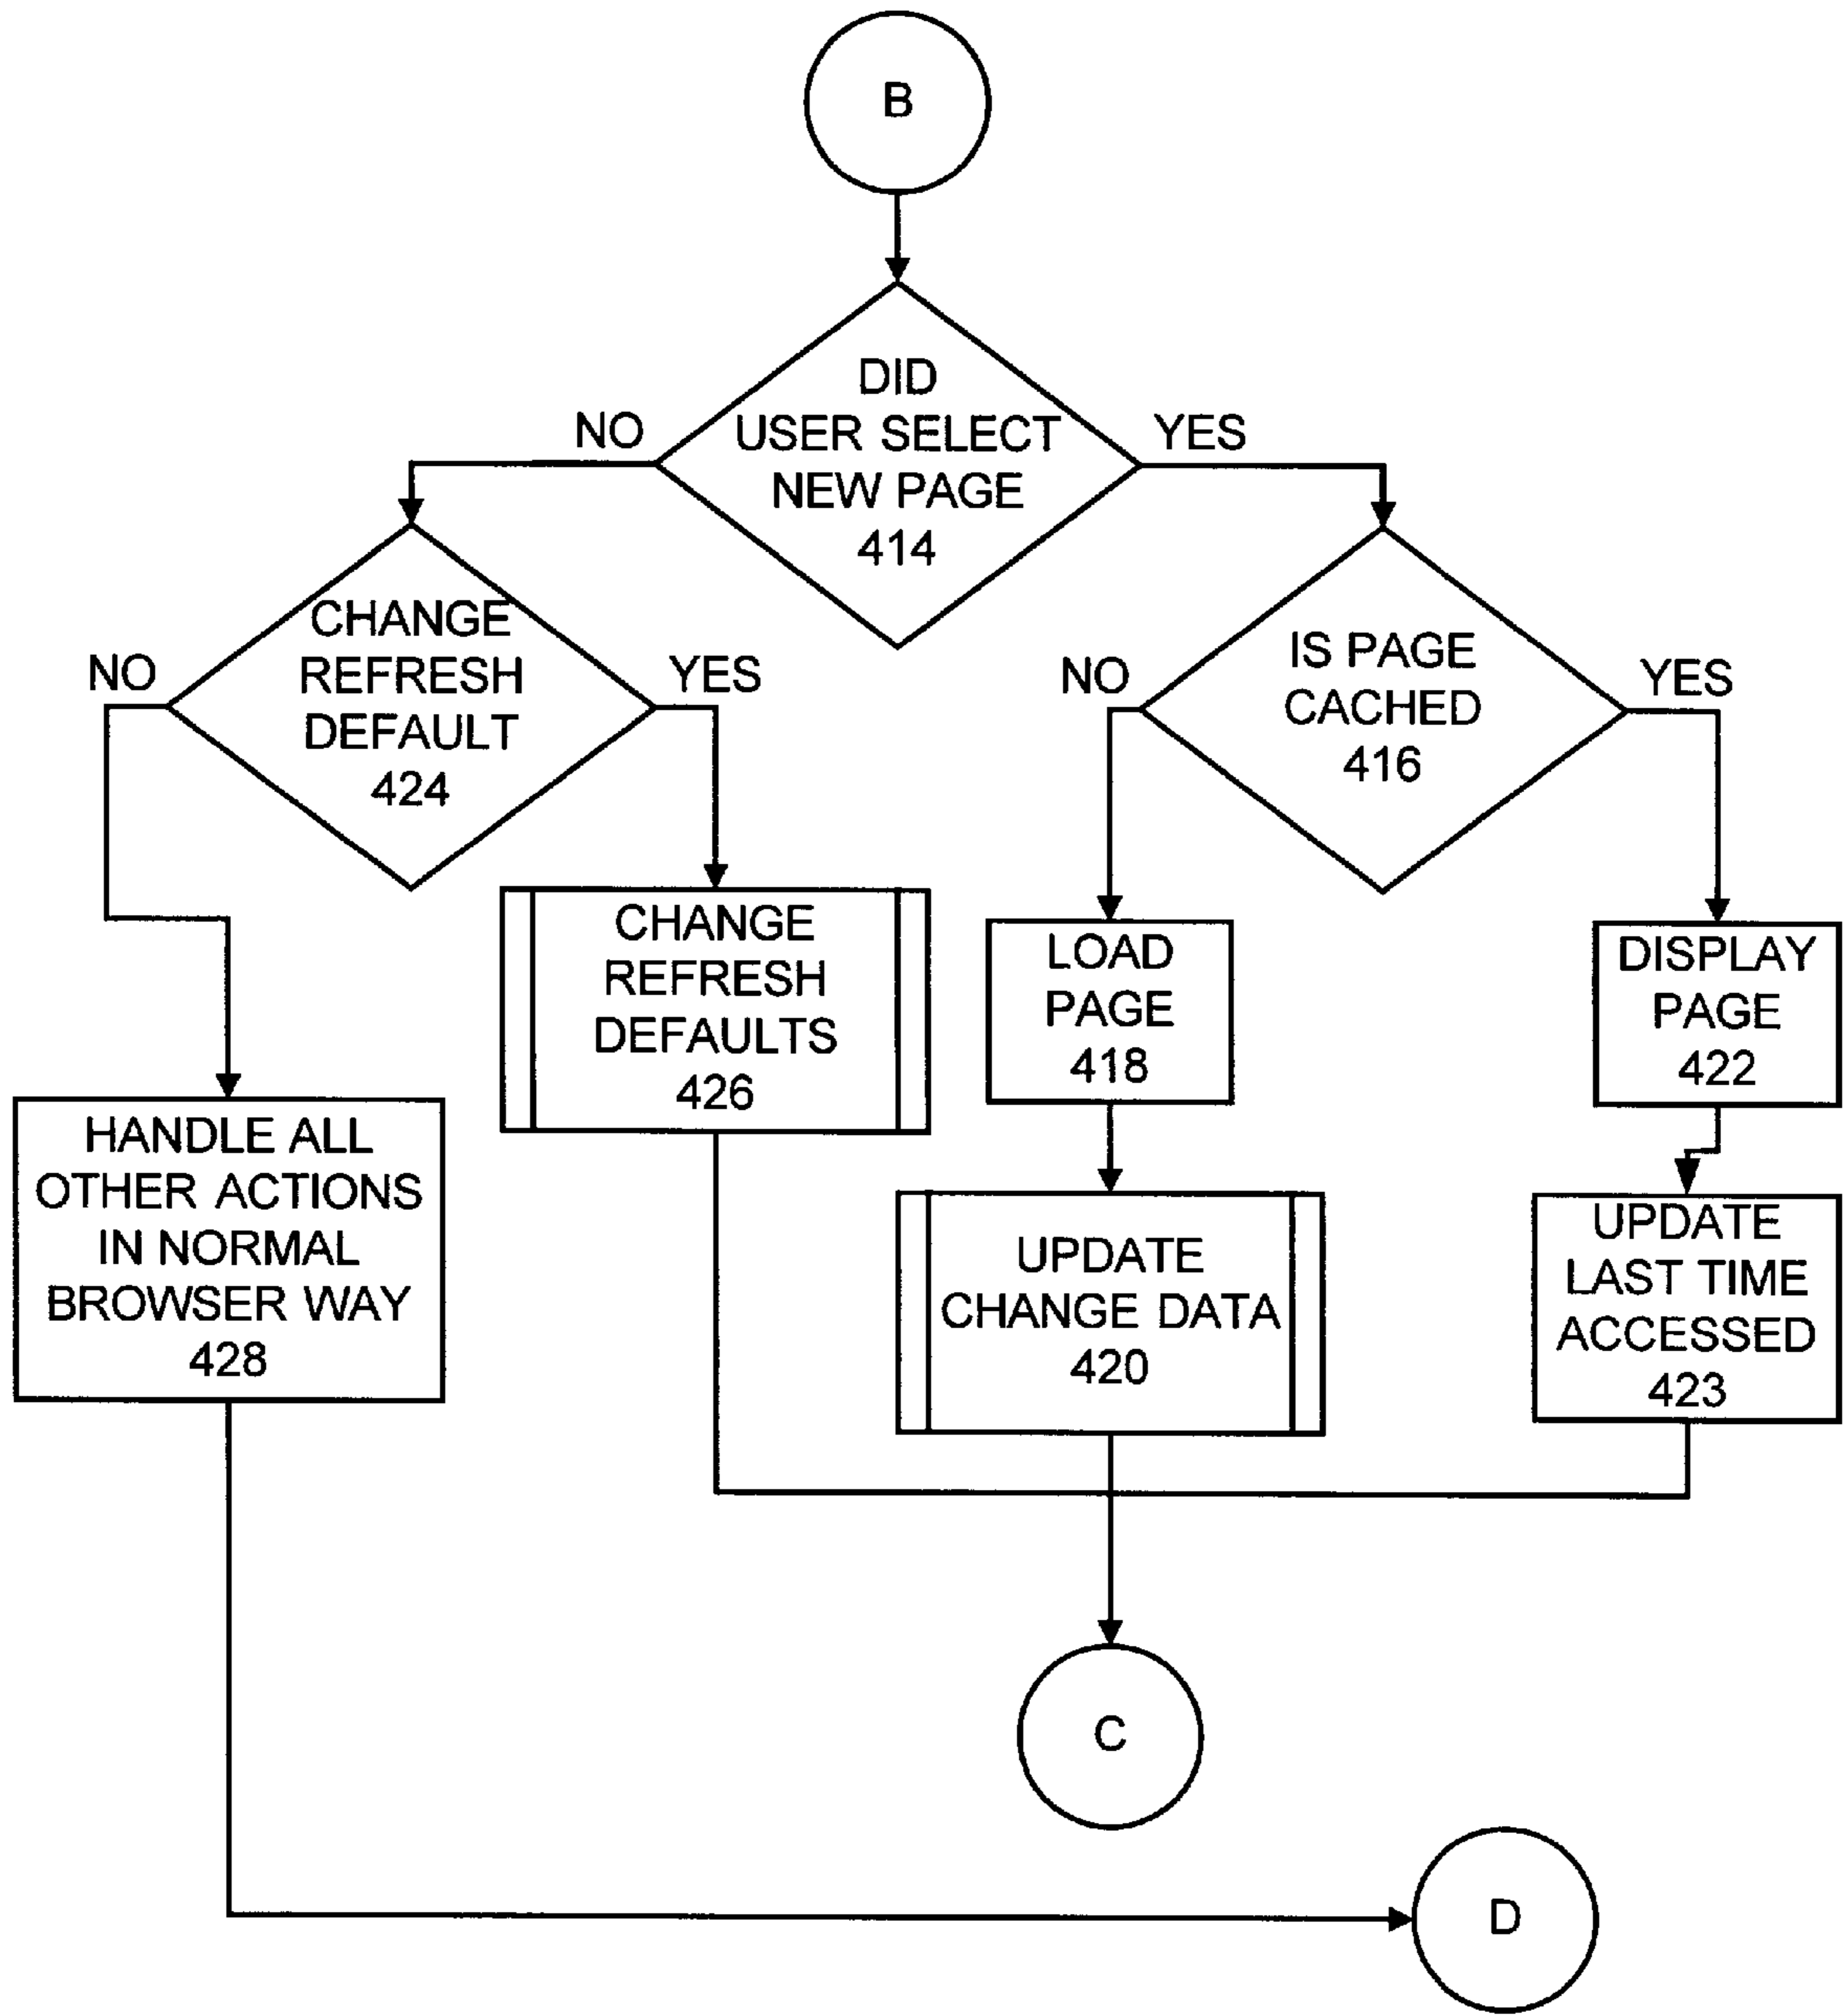 B
DID
USER SELECT
NEW PAGE
414
NO
YES
CHANGE
REFRESH
DEFAULT
424
NO
YES
IS PAGE
CACHED
416
NO
YES
CHANGE
REFRESH
DEFAULTS
426
LOAD
PAGE
418
DISPLAY
PAGE
422
HANDLE ALL
OTHER ACTIONS
IN NORMAL
BROWSER WAY
428
UPDATE
CHANGE DATA
420
UPDATE
LAST TIME
ACCESSED
423
C
D